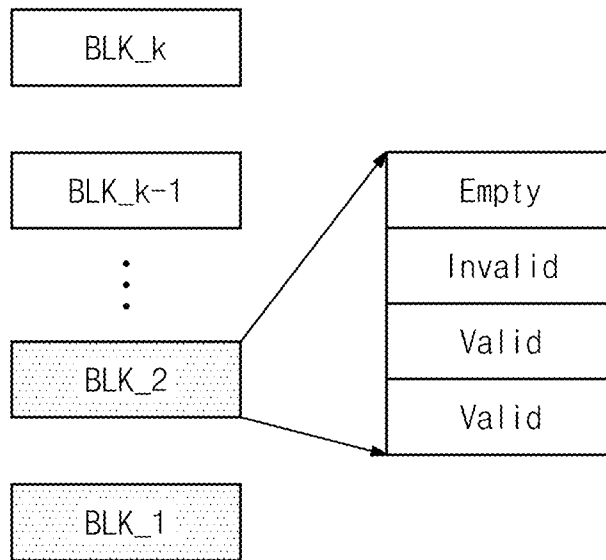 BLK_k
BLK_k-1
BLK_2
BLK_1
Empty
Invalid
Valid
Valid